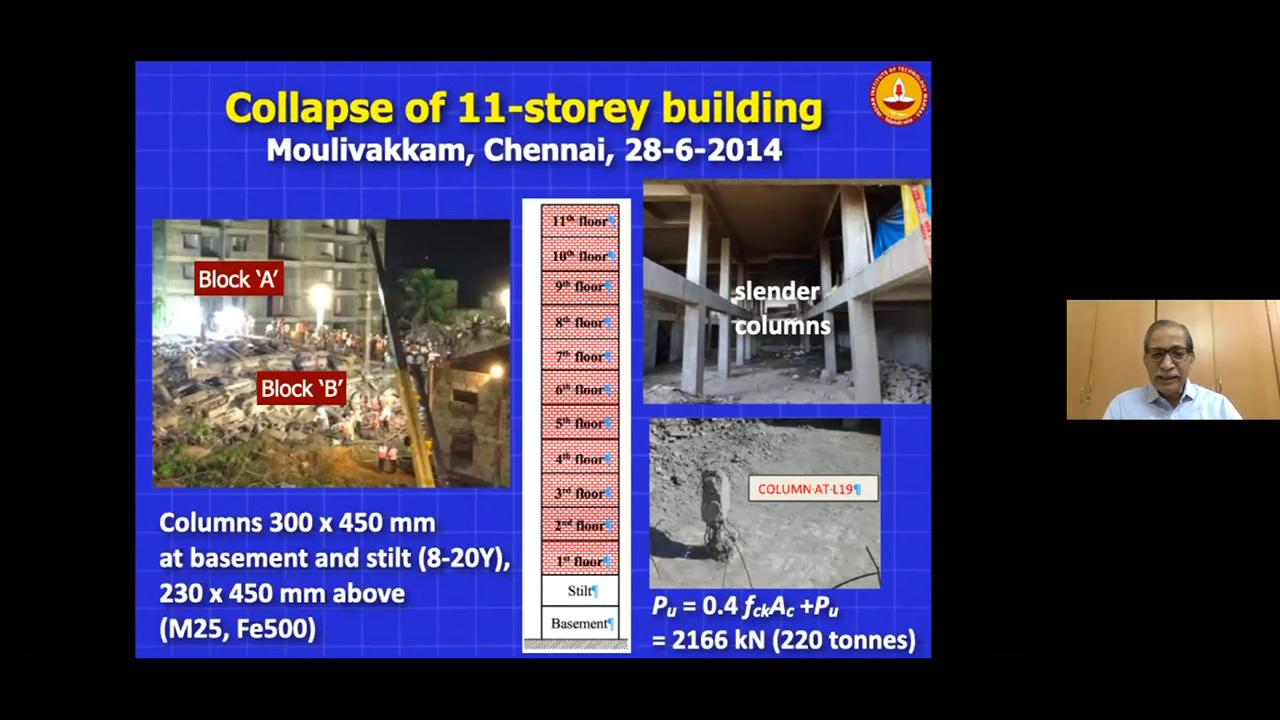 Collapse of 11-storey building
Moulivakkam, Chennai, 28-6-2014
Block ‘A’
Block ‘B’
11th floor¶
10th floor¶
9th floor¶
8th floor¶
7th floor¶
6th floor¶
5th floor¶
4th floor¶
3rd floor¶
2nd floor¶
1st floor¶
Stilt¶
Basement¶
slender
columns
COLUMN·AT·L19¶
Columns 300 x 450 mm
at basement and stilt (8-20Y),
230 x 450 mm above
(M25, Fe500)
Pu = 0.4 fckAc +Pu
= 2166 kN (220 tonnes)